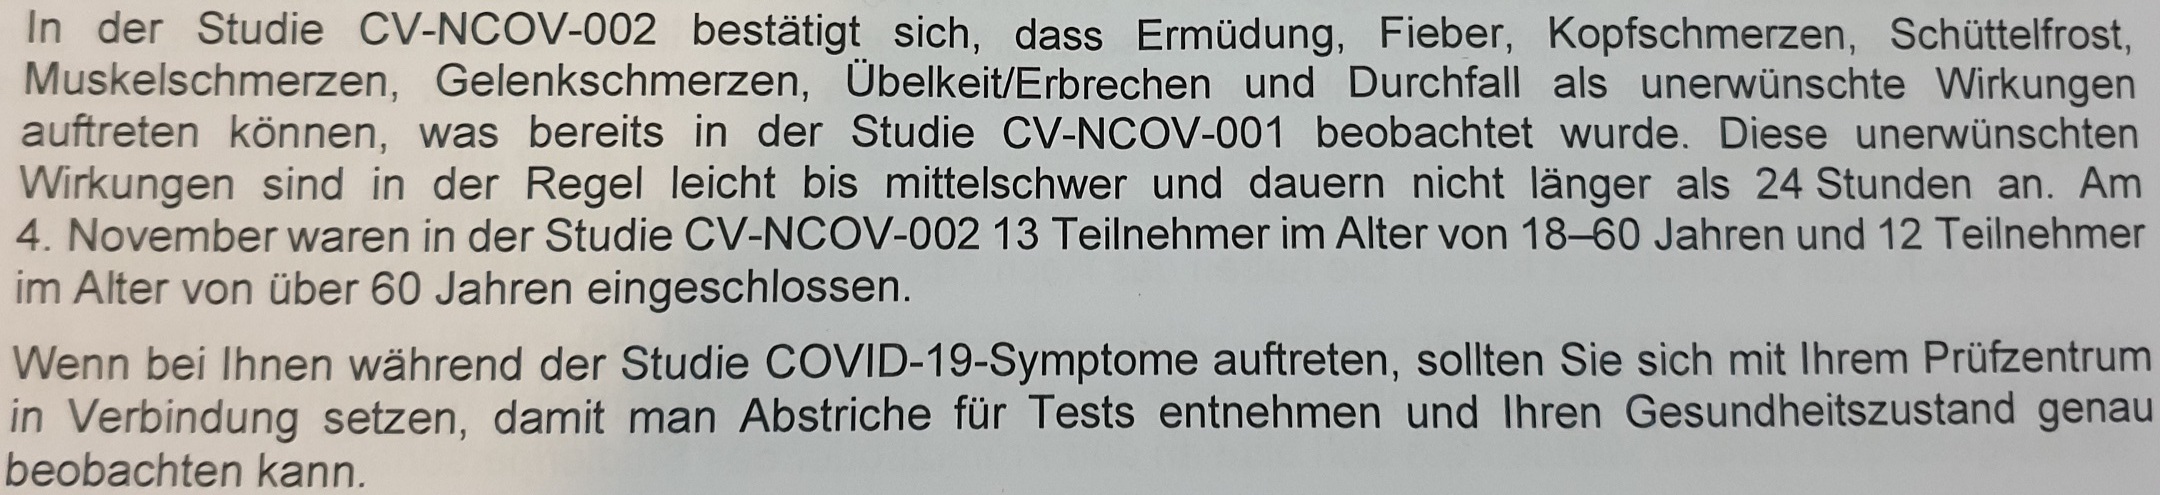 In der Studie CV-NCOV-002 bestätigt sich, dass Ermüdung, Fieber, Kopfschmerzen, Schüttelfrost,
Muskelschmerzen, Gelenkschmerzen, Übelkeit/Erbrechen und Durchfall als unerwünschte Wirkungen
auftreten können, was bereits in der Studie CV-NCOV-001 beobachtet wurde. Diese unerwünschten
Wirkungen sind in der Regel leicht bis mittelschwer und dauern nicht länger als 24 Stunden an. Am
4. November waren in der Studie CV-NCOV-002 13 Teilnehmer im Alter von 18–60 Jahren und 12 Teilnehmer
im Alter von über 60 Jahren eingeschlossen.
Wenn bei Ihnen während der Studie COVID-19-Symptome auftreten, sollten Sie sich mit Ihrem Prüfzentrum
in Verbindung setzen, damit man Abstriche für Tests entnehmen und Ihren Gesundheitszustand genau
beobachten kann.